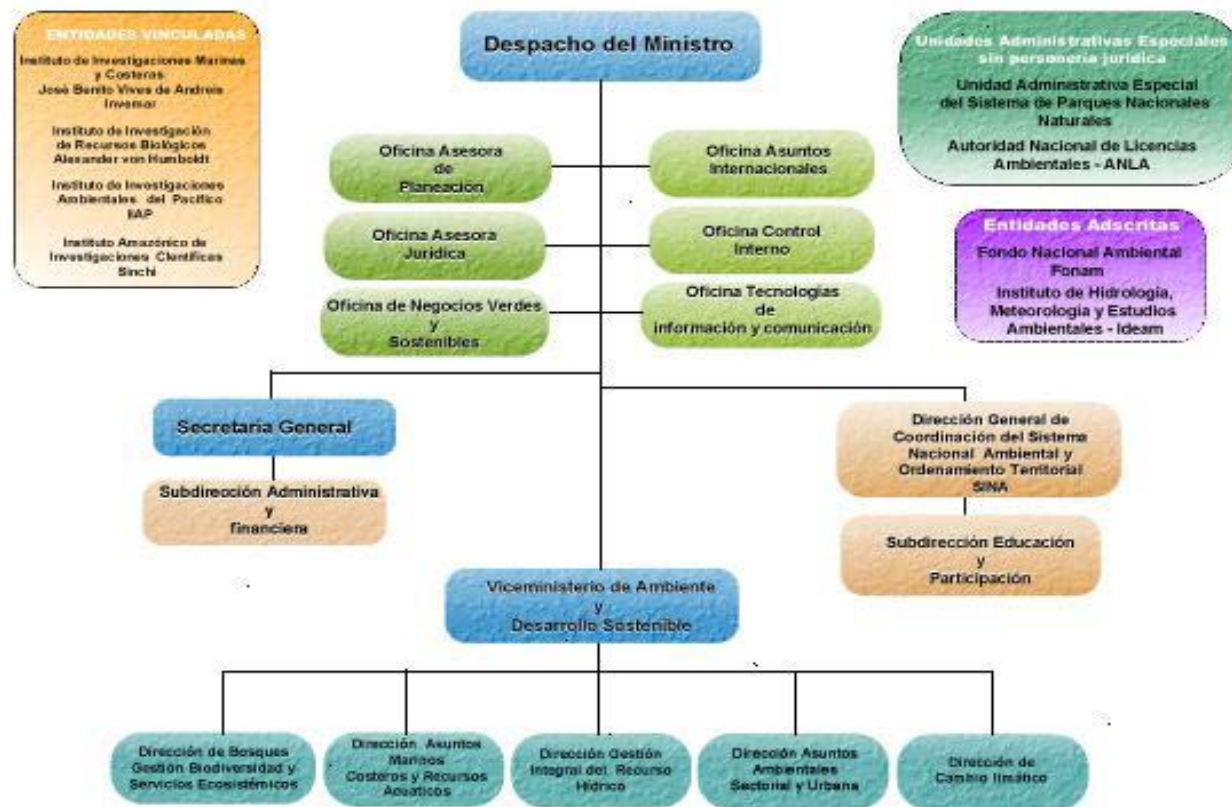 ENTIDADES VINCULADAS
Instituto de Investigaciones Marinas
y Costeras
José Benito Vives de Andreis
Invemar
Instituto de Investigación
de Recursos Biológicos
Alexander von Humboldt
Instituto de Investigaciones
Ambientales del Pacífico
IIAP
Instituto Amazónico de
Investigaciones Científicas
Sinchi
Despacho del Ministro
Unidades Administrativas Especiales
sin personería jurídica
Unidad Administrativa Especial
del Sistema de Parques Nacionales
Naturales
Autoridad Nacional de Licencias
Ambientales - ANLA
Entidades Adscritas
Fondo Nacional Ambiental
Fonam
Instituto de Hidrología,
Meteorología y Estudios
Ambientales - Ideam
Oficina Asesora
de
Planeación
Oficina Asuntos
Internacionales
Oficina Asesora
Jurídica
Oficina Control
Interno
Oficina de Negocios Verdes
y
Sostenibles
Oficina Tecnologías
de
información y comunicación
Secretaria General
Subdirección Administrativa
y
financiera
Dirección General de
Coordinación del Sistema
Nacional Ambiental y
Ordenamiento Territorial
SINA
Subdirección Educación
y
Participación
Viceministerio de Ambiente
y
Desarrollo Sostenible
Dirección de Bosques
Gestión Biodiversidad y
Servicios Ecosistémicos
Dirección Asuntos
Marinos
Costeros y Recursos
Acuaticos
Dirección Gestión
Integral del Recurso
Hídrico
Dirección Asuntos
Ambientales
Sectorial y Urbana
Dirección de
Cambio limático